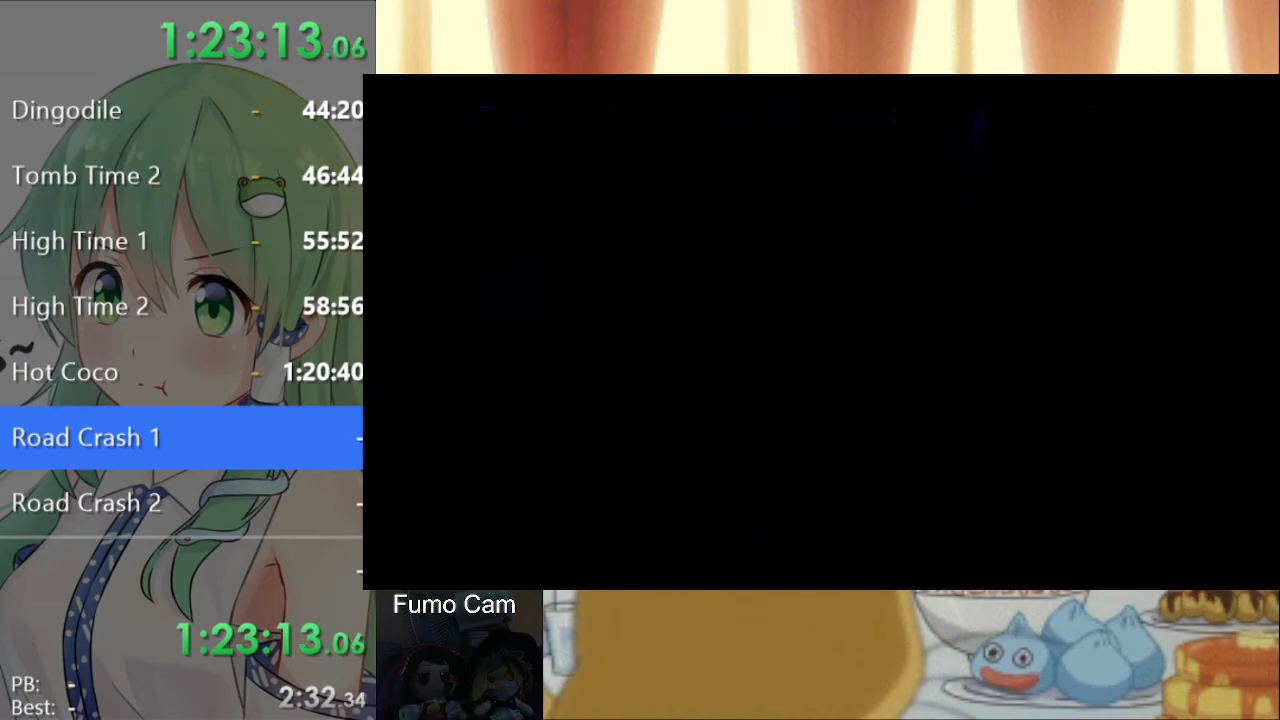 1:23:13.06
Dingodile - 44:20
Tomb Time 2 - 46:44
High Time 1 - 55:52
High Time 2 - 58:56
Hot Coco - 1:20:40
Road Crash 1 -
Road Crash 2 -
-
Fumo Cam
1:23:13.06
PB: -
Best: - 2:32.34